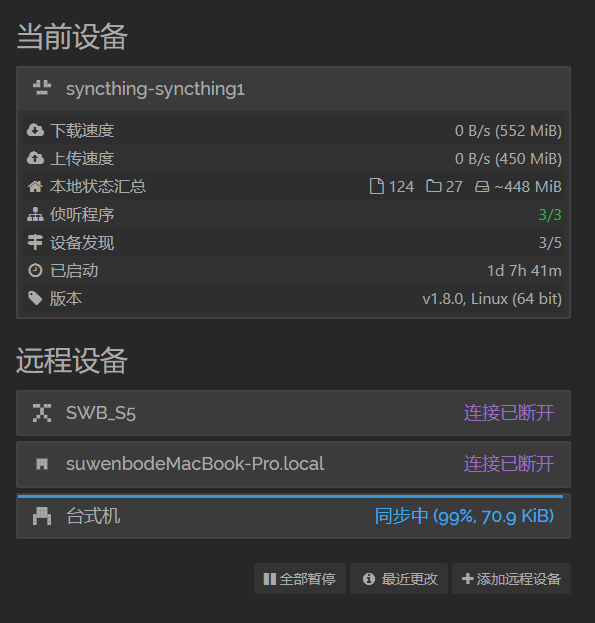 当前设备
syncthing-syncthing1
下载速度 0 B/s (552 MiB)
上传速度 0 B/s (450 MiB)
本地状态汇总 124 27 ~448 MiB
侦听程序 3/3
设备发现 3/5
已启动 1d 7h 41m
版本 v1.8.0, Linux (64 bit)
远程设备
SWB_S5 连接已断开
suwenbodeMacBook-Pro.local 连接已断开
台式机 同步中 (99%, 70.9 KiB)
全部暂停 最近更改 添加远程设备